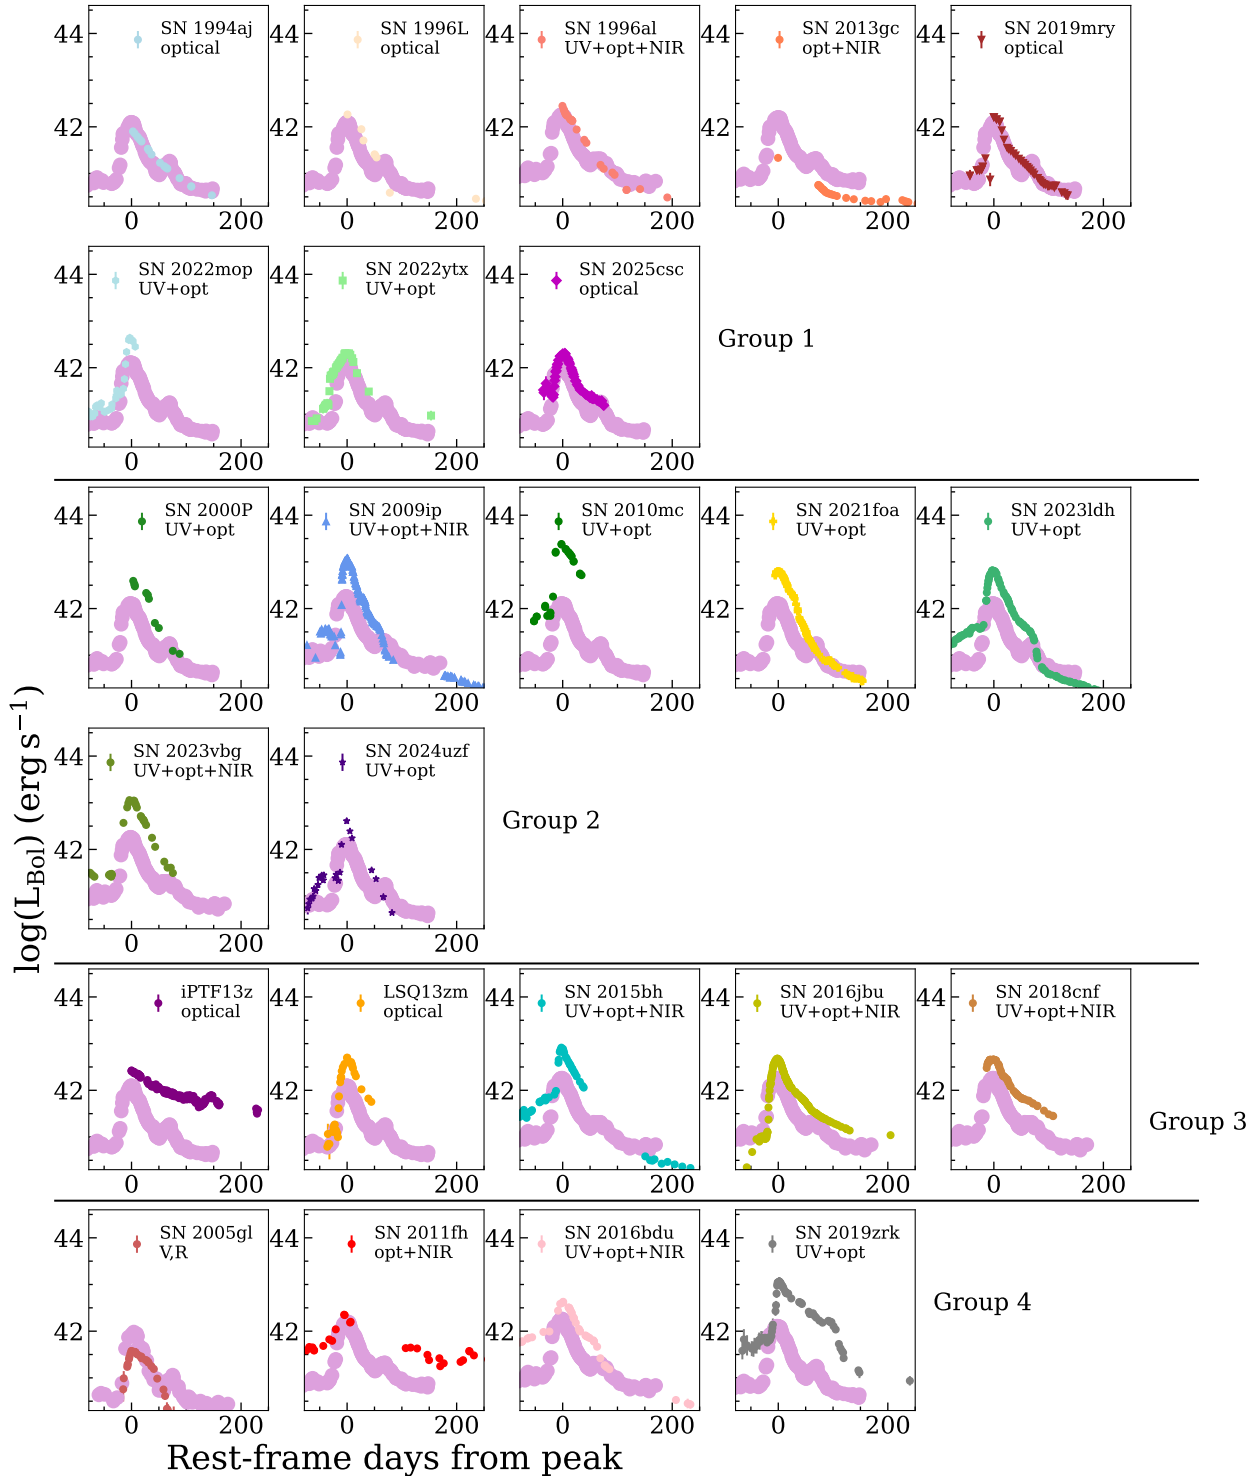 SN 1994aj
optical
SN 1996L
optical
SN 1996al
UV+opt+NIR
SN 2013gc
opt+NIR
SN 2019mry
optical
44
42
0 200
44
42
0 200
44
42
0 200
44
42
0 200
44
42
0 200
SN 2022mop
UV+opt
SN 2022ytx
UV+opt
SN 2025csc
optical
44
42
0 200
44
42
0 200
44
42
0 200
Group 1
SN 2000P
UV+opt
SN 2009ip
UV+opt+NIR
SN 2010mc
UV+opt
SN 2021foa
UV+opt
SN 2023ldh
UV+opt
44
42
0 200
44
42
0 200
44
42
0 200
44
42
0 200
44
42
0 200
SN 2023vbg
UV+opt+NIR
SN 2024uzf
UV+opt
44
42
0 200
44
42
0 200
Group 2
log(L_Bol) (erg s⁻¹)
iPTF13z
optical
LSQ13zm
optical
SN 2015bh
UV+opt+NIR
SN 2016jbu
UV+opt+NIR
SN 2018cnf
UV+opt+NIR
44
42
0 200
44
42
0 200
44
42
0 200
44
42
0 200
44
42
0 200
Group 3
SN 2005gl
V,R
SN 2011fh
opt+NIR
SN 2016bdu
UV+opt+NIR
SN 2019zrk
UV+opt
44
42
0 200
44
42
0 200
44
42
0 200
44
42
0 200
Group 4
Rest-frame days from peak